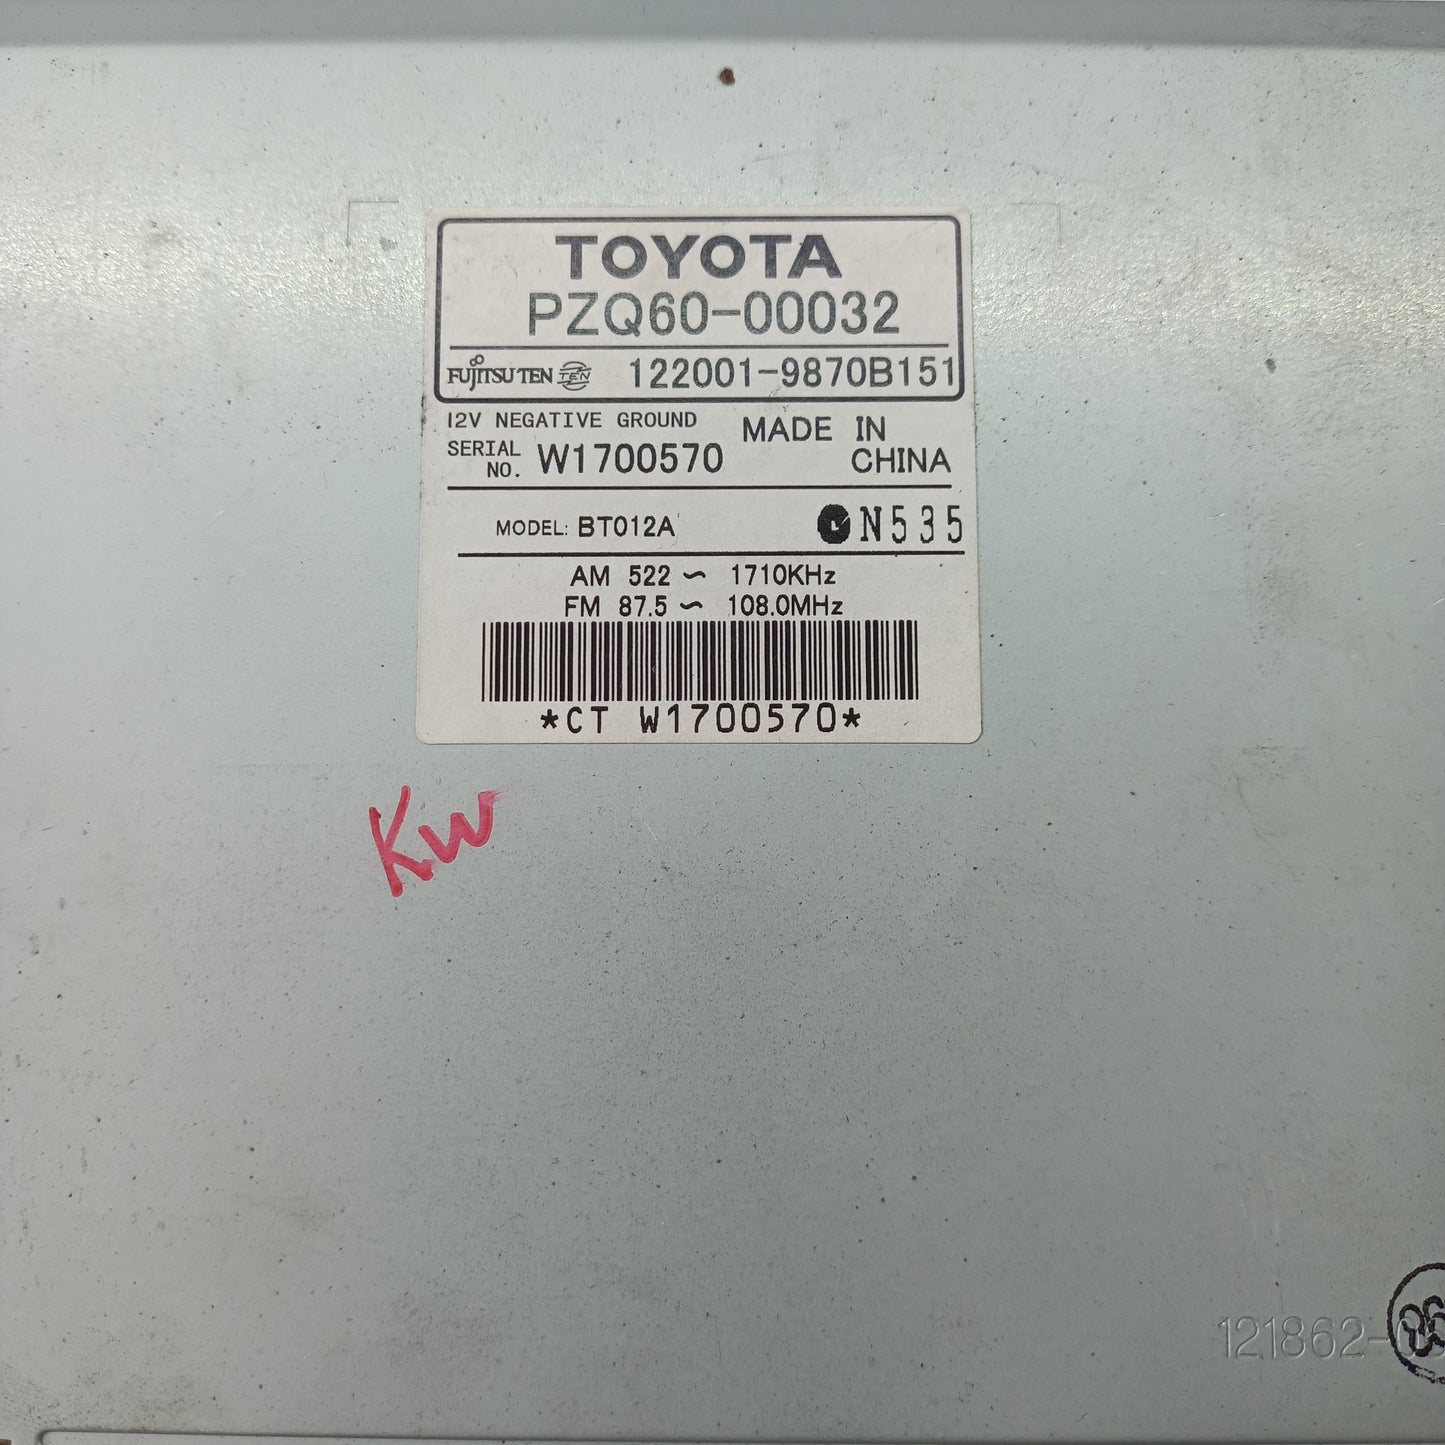 TOYOTA
PZQ60-00032
FUJITSU TEN TEN 122001-9870B151
12V NEGATIVE GROUND
MADE IN CHINA
SERIAL NO. W1700570
MODEL: BT012A N535
AM 522 ~ 1710KHz
FM 87.5 ~ 108.0MHz
*CT W1700570*
KW
121862-